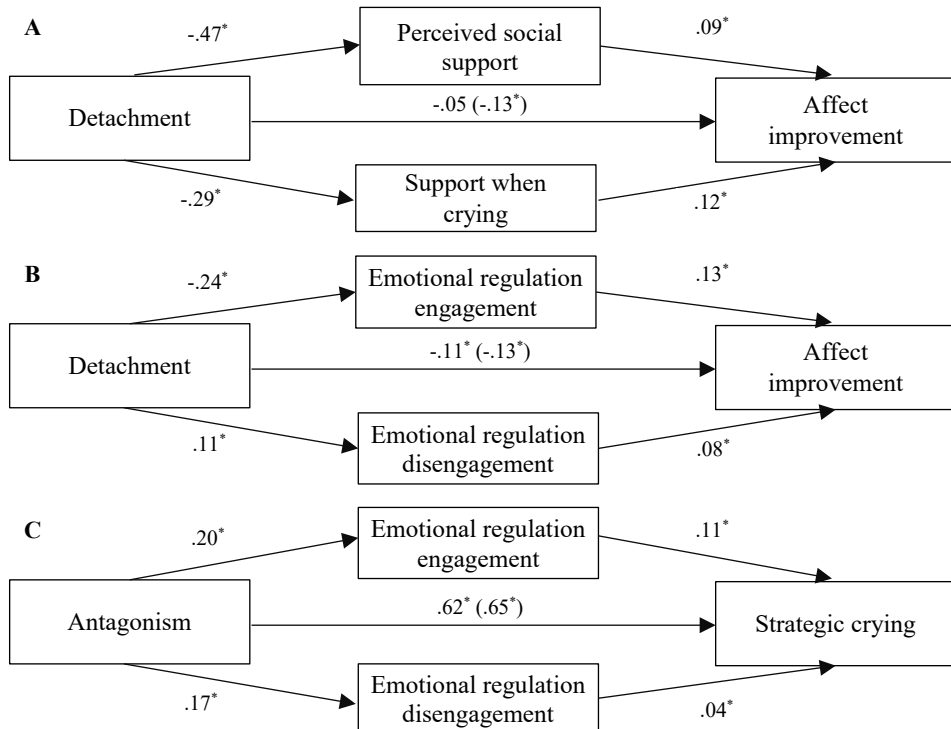 A
-.47*
Perceived social
support
.09*
Detachment
-.05 (-.13*)
Affect
improvement
-.29*
Support when
crying
.12*
B
-.24*
Emotional regulation
engagement
.13*
Detachment
-.11* (-.13*)
Affect
improvement
.11*
Emotional regulation
disengagement
.08*
C
.20*
Emotional regulation
engagement
.11*
Antagonism
.62* (.65*)
Strategic crying
.17*
Emotional regulation
disengagement
.04*